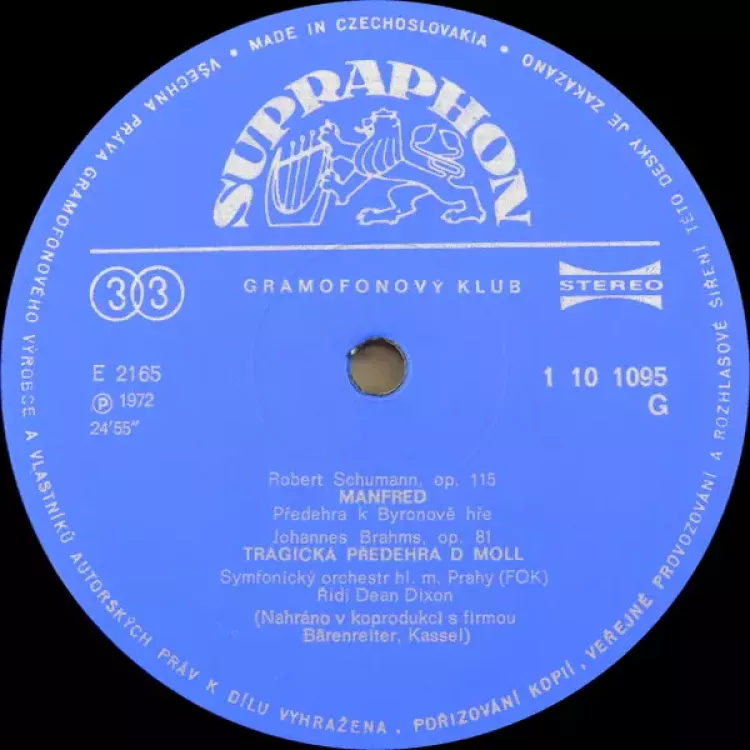 MADE IN CZECHOSLOVAKIA
VŠECHNA PRÁVA GRAMOFONOVÉHO VÝROBCE A VLASTNÍKŮ AUTORSKÝCH PRÁV K DÍLU VYHRAŽENA. POŘIZOVÁNÍ KOPIÍ, VEŘEJNÉ PROVOZOVÁNÍ A ROZHLASOVÉ ŠÍŘENÍ TÉTO DESKY JE ZAKÁZÁNO
SUPRAPHON
33
GRAMOFONOVÝ KLUB
STEREO
E 2165
Ⓟ 1972
24'55"
1 10 1095
G
Robert Schumann, op. 115
MANFRED
Předehra k Byronově hře
Johannes Brahms, op. 81
TRAGICKÁ PŘEDEHRA D MOLL
Symfonický orchestr hl. m. Prahy (FOK)
Řídí Dean Dixon
(Nahráno v koprodukci s firmou
Bärenreiter, Kassel)